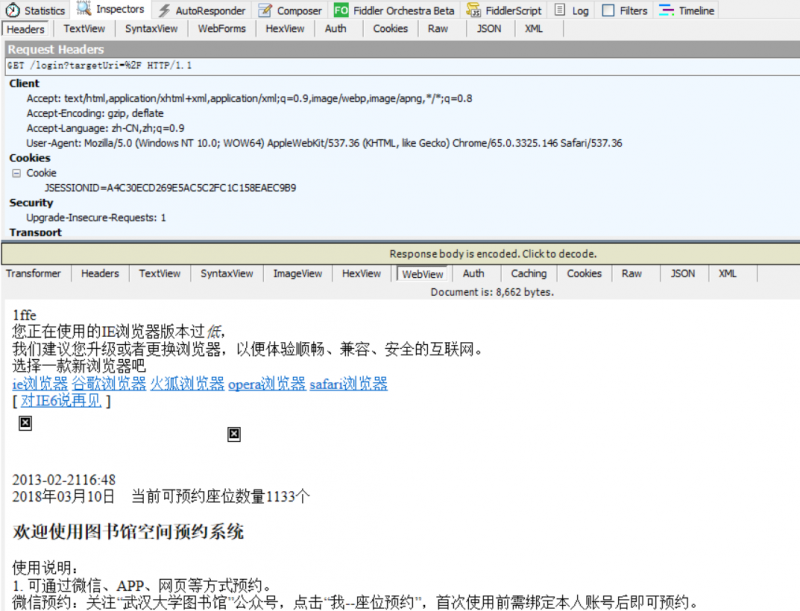 Statistics Inspectors AutoResponder Composer FO Fiddler Orchestra Beta FiddlerScript Log Filters Timeline
Headers TextView SyntaxView WebForms HexView Auth Cookies Raw JSON XML
Request Headers
GET /login?targetUri=%2F HTTP/1.1
Client
Accept: text/html,application/xhtml+xml,application/xml;q=0.9,image/webp,image/apng,*/*;q=0.8
Accept-Encoding: gzip, deflate
Accept-Language: zh-CN,zh;q=0.9
User-Agent: Mozilla/5.0 (Windows NT 10.0; WOW64) AppleWebKit/537.36 (KHTML, like Gecko) Chrome/65.0.3325.146 Safari/537.36
Cookies
Cookie
JSESSIONID=A4C30ECD269E5AC5C2FC1C158EAEC9B9
Security
Upgrade-Insecure-Requests: 1
Transport
Response body is encoded. Click to decode.
Transformer Headers TextView SyntaxView ImageView HexView WebView Auth Caching Cookies Raw JSON XML
Document is: 8,662 bytes.
1ffe
您正在使用的IE浏览器版本过低，
我们建议您升级或者更换浏览器，以便体验顺畅、兼容、安全的互联网。
选择一款新浏览器吧
ie浏览器 谷歌浏览器 火狐浏览器 opera浏览器 safari浏览器
[ 对IE6说再见 ]
2013-02-2116:48
2018年03月10日 当前可预约座位数量1133个
欢迎使用图书馆空间预约系统
使用说明：
1. 可通过微信、APP、网页等方式预约。
微信预约：关注“武汉大学图书馆”公众号，点击“我--座位预约”，首次使用前需绑定本人账号后即可预约。